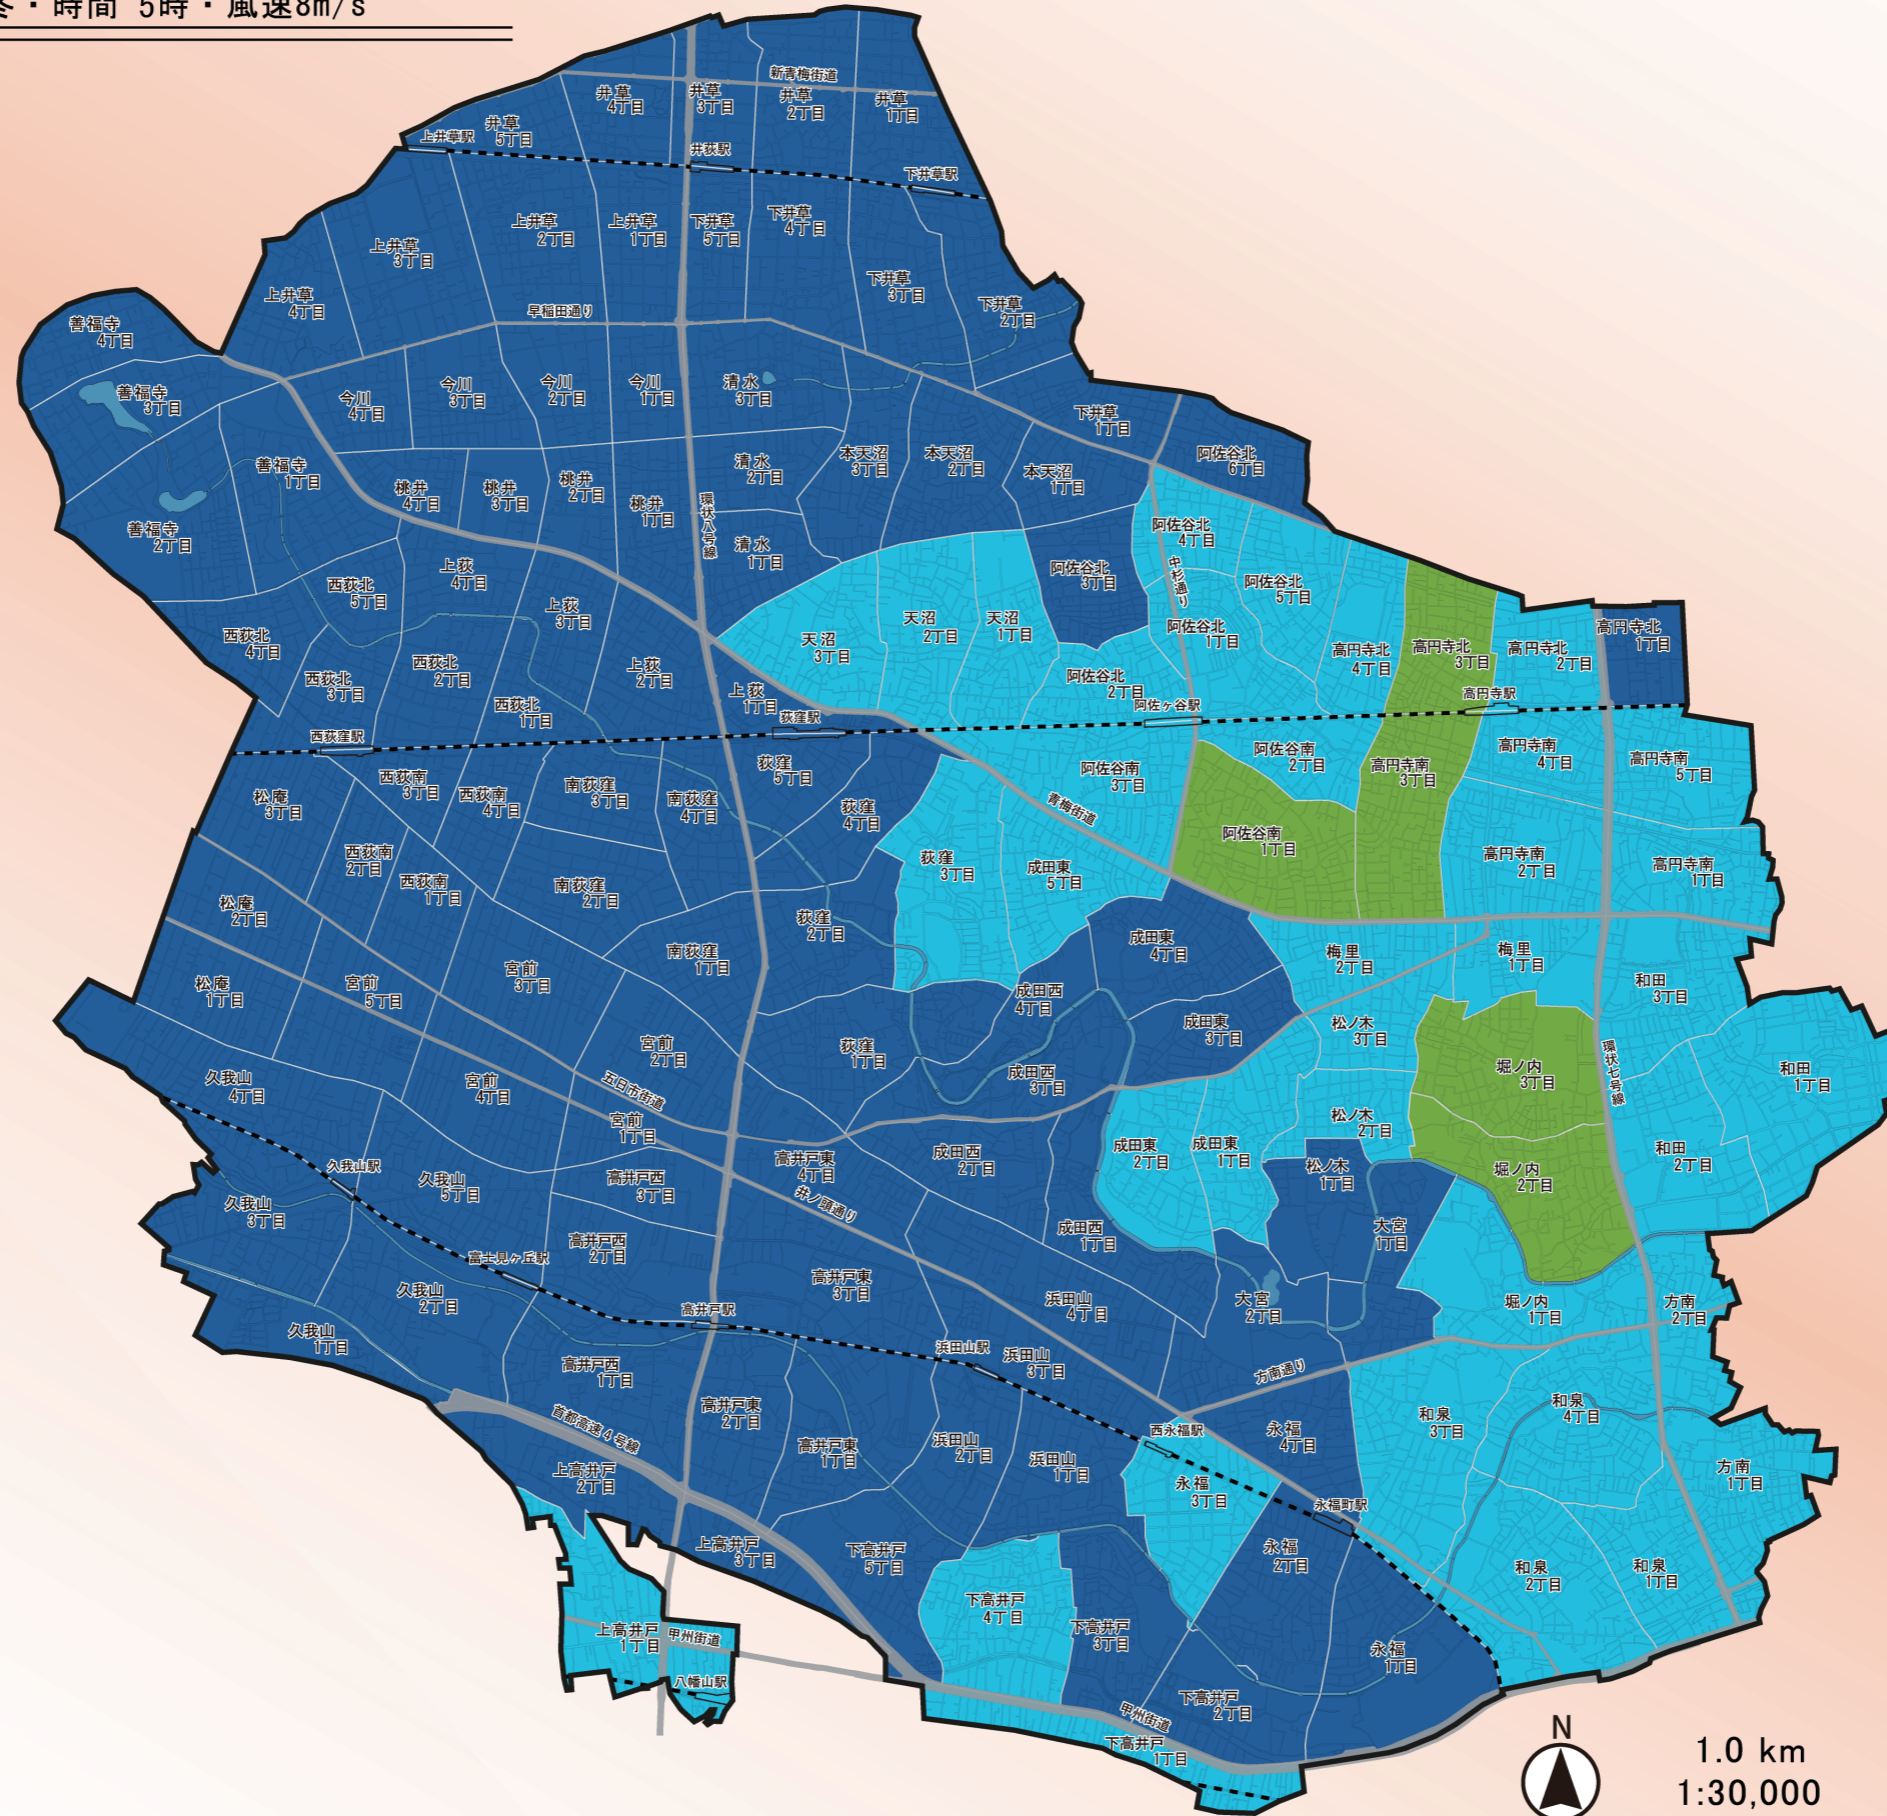 ・時間 5時・風速8m/s
新青梅街道
井草
4丁目
井草
3丁目
井草
2丁目
井草
1丁目
井草
5丁目
上井草駅
井荻駅
下井草駅
上井草
3丁目
上井草
2丁目
上井草
1丁目
下井草
5丁目
下井草
4丁目
上井草
4丁目
下井草
3丁目
下井草
2丁目
早稲田通り
善福寺
4丁目
善福寺
3丁目
今川
4丁目
今川
3丁目
今川
2丁目
今川
1丁目
清水
3丁目
下井草
1丁目
阿佐谷北
6丁目
善福寺
1丁目
善福寺
2丁目
桃井
4丁目
桃井
3丁目
桃井
2丁目
桃井
1丁目
環状八号線
清水
2丁目
清水
1丁目
本天沼
3丁目
本天沼
2丁目
本天沼
1丁目
阿佐谷北
4丁目
中杉通り
阿佐谷北
3丁目
阿佐谷北
5丁目
阿佐谷北
1丁目
西荻北
5丁目
上荻
4丁目
上荻
3丁目
西荻北
4丁目
西荻北
3丁目
西荻北
2丁目
西荻北
1丁目
上荻
2丁目
上荻
1丁目
天沼
3丁目
天沼
2丁目
天沼
1丁目
阿佐谷北
2丁目
高円寺北
4丁目
高円寺北
3丁目
高円寺北
2丁目
高円寺北
1丁目
西荻窪駅
荻窪駅
阿佐ヶ谷駅
高円寺駅
松庵
3丁目
西荻南
3丁目
西荻南
4丁目
南荻窪
3丁目
南荻窪
4丁目
荻窪
5丁目
荻窪
4丁目
阿佐谷南
3丁目
青梅街道
阿佐谷南
2丁目
高円寺南
3丁目
高円寺南
4丁目
高円寺南
5丁目
西荻南
2丁目
西荻南
1丁目
南荻窪
2丁目
荻窪
3丁目
成田東
5丁目
阿佐谷南
1丁目
高円寺南
2丁目
高円寺南
1丁目
松庵
2丁目
松庵
1丁目
宮前
5丁目
宮前
3丁目
南荻窪
1丁目
荻窪
2丁目
成田東
4丁目
梅里
2丁目
梅里
1丁目
和田
3丁目
成田西
4丁目
成田東
3丁目
松ノ木
3丁目
宮前
2丁目
荻窪
1丁目
成田西
3丁目
堀ノ内
3丁目
環状七号線
和田
1丁目
久我山
4丁目
宮前
4丁目
五日市街道
宮前
1丁目
松ノ木
2丁目
成田東
2丁目
成田東
1丁目
和田
2丁目
久我山駅
久我山
5丁目
高井戸西
3丁目
高井戸東
4丁目
井ノ頭通り
成田西
2丁目
松ノ木
1丁目
堀ノ内
2丁目
久我山
3丁目
高井戸西
2丁目
富士見ヶ丘駅
成田西
1丁目
大宮
1丁目
久我山
2丁目
高井戸東
3丁目
浜田山
4丁目
大宮
2丁目
堀ノ内
1丁目
方南
2丁目
久我山
1丁目
高井戸駅
浜田山駅
浜田山
3丁目
方南通り
高井戸西
1丁目
首都高速4号線
高井戸東
2丁目
高井戸東
1丁目
浜田山
2丁目
浜田山
1丁目
西永福駅
永福
4丁目
和泉
3丁目
和泉
4丁目
方南
1丁目
上高井戸
2丁目
永福
3丁目
永福町駅
上高井戸
3丁目
下高井戸
5丁目
永福
2丁目
和泉
2丁目
和泉
1丁目
上高井戸
1丁目
甲州街道
八幡山駅
下高井戸
4丁目
下高井戸
3丁目
永福
1丁目
下高井戸
2丁目
甲州街道
下高井戸
1丁目
N
1.0 km
1:30,000